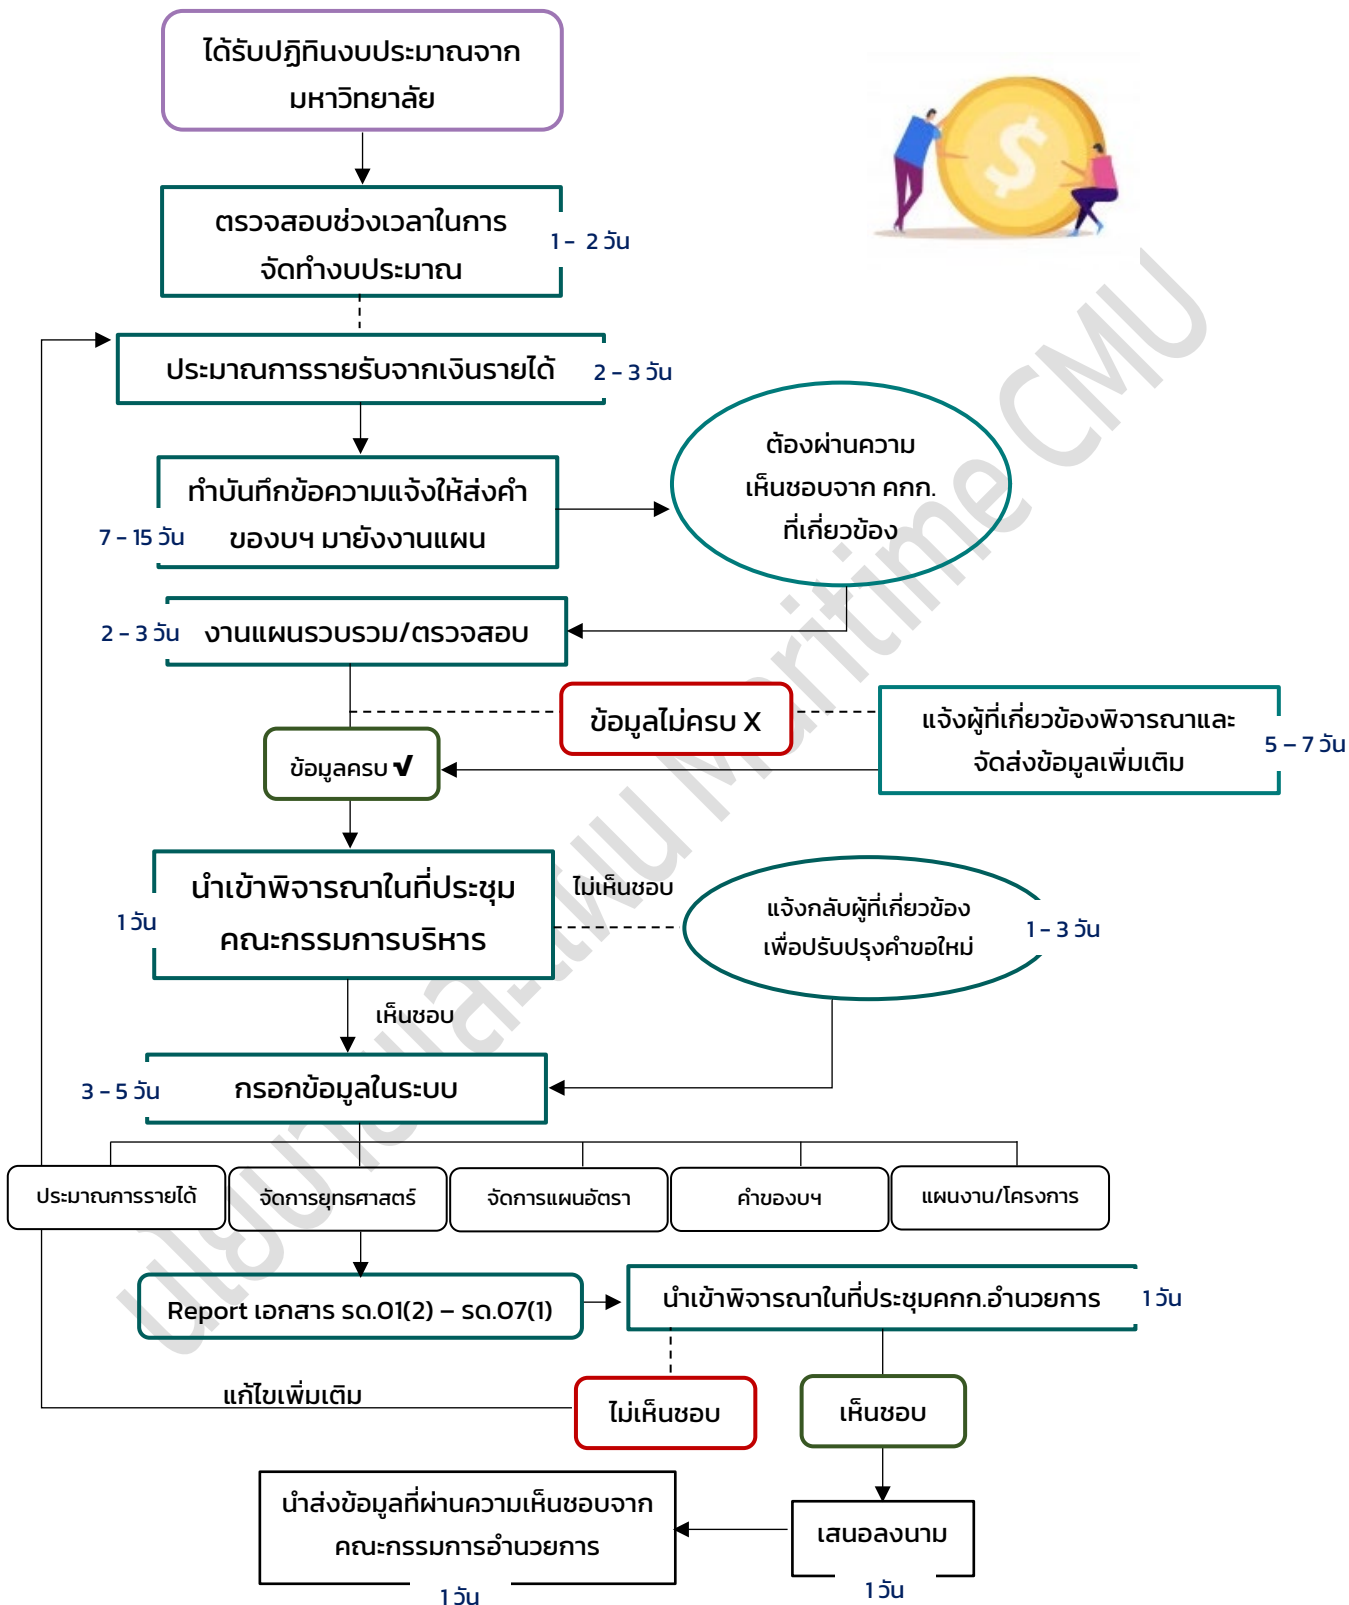 ได้รับปฏิทินงบประมาณจาก
มหาวิทยาลัย
ตรวจสอบช่วงเวลาในการ
จัดทำงบประมาณ
1 - 2 วัน
ประมาณการรายรับจากเงินรายได้
2 - 3 วัน
ทำบันทึกข้อความแจ้งให้ส่งคำ
ของบฯ มายังงานแผน
7 - 15 วัน
ต้องผ่านความ
เห็นชอบจาก คกก.
ที่เกี่ยวข้อง
2 - 3 วัน
งานแผนรวบรวม/ตรวจสอบ
ข้อมูลไม่ครบ X
แจ้งผู้ที่เกี่ยวข้องพิจารณาและ
จัดส่งข้อมูลเพิ่มเติม
5 – 7 วัน
ข้อมูลครบ √
นำเข้าพิจารณาในที่ประชุม
คณะกรรมการบริหาร
1 วัน
ไม่เห็นชอบ
แจ้งกลับผู้ที่เกี่ยวข้อง
เพื่อปรับปรุงคำขอใหม่
1 - 3 วัน
เห็นชอบ
3 - 5 วัน
กรอกข้อมูลในระบบ
ประมาณการรายได้
จัดการยุทธศาสตร์
จัดการแผนอัตรา
คำของบฯ
แผนงาน/โครงการ
Report เอกสาร รด.01(2) – รด.07(1)
นำเข้าพิจารณาในที่ประชุมคกก.อำนวยการ
1 วัน
แก้ไขเพิ่มเติม
ไม่เห็นชอบ
เห็นชอบ
นำส่งข้อมูลที่ผ่านความเห็นชอบจาก
คณะกรรมการอำนวยการ
1 วัน
เสนอลงนาม
1 วัน
นโยบายและแผน Maritime CMU